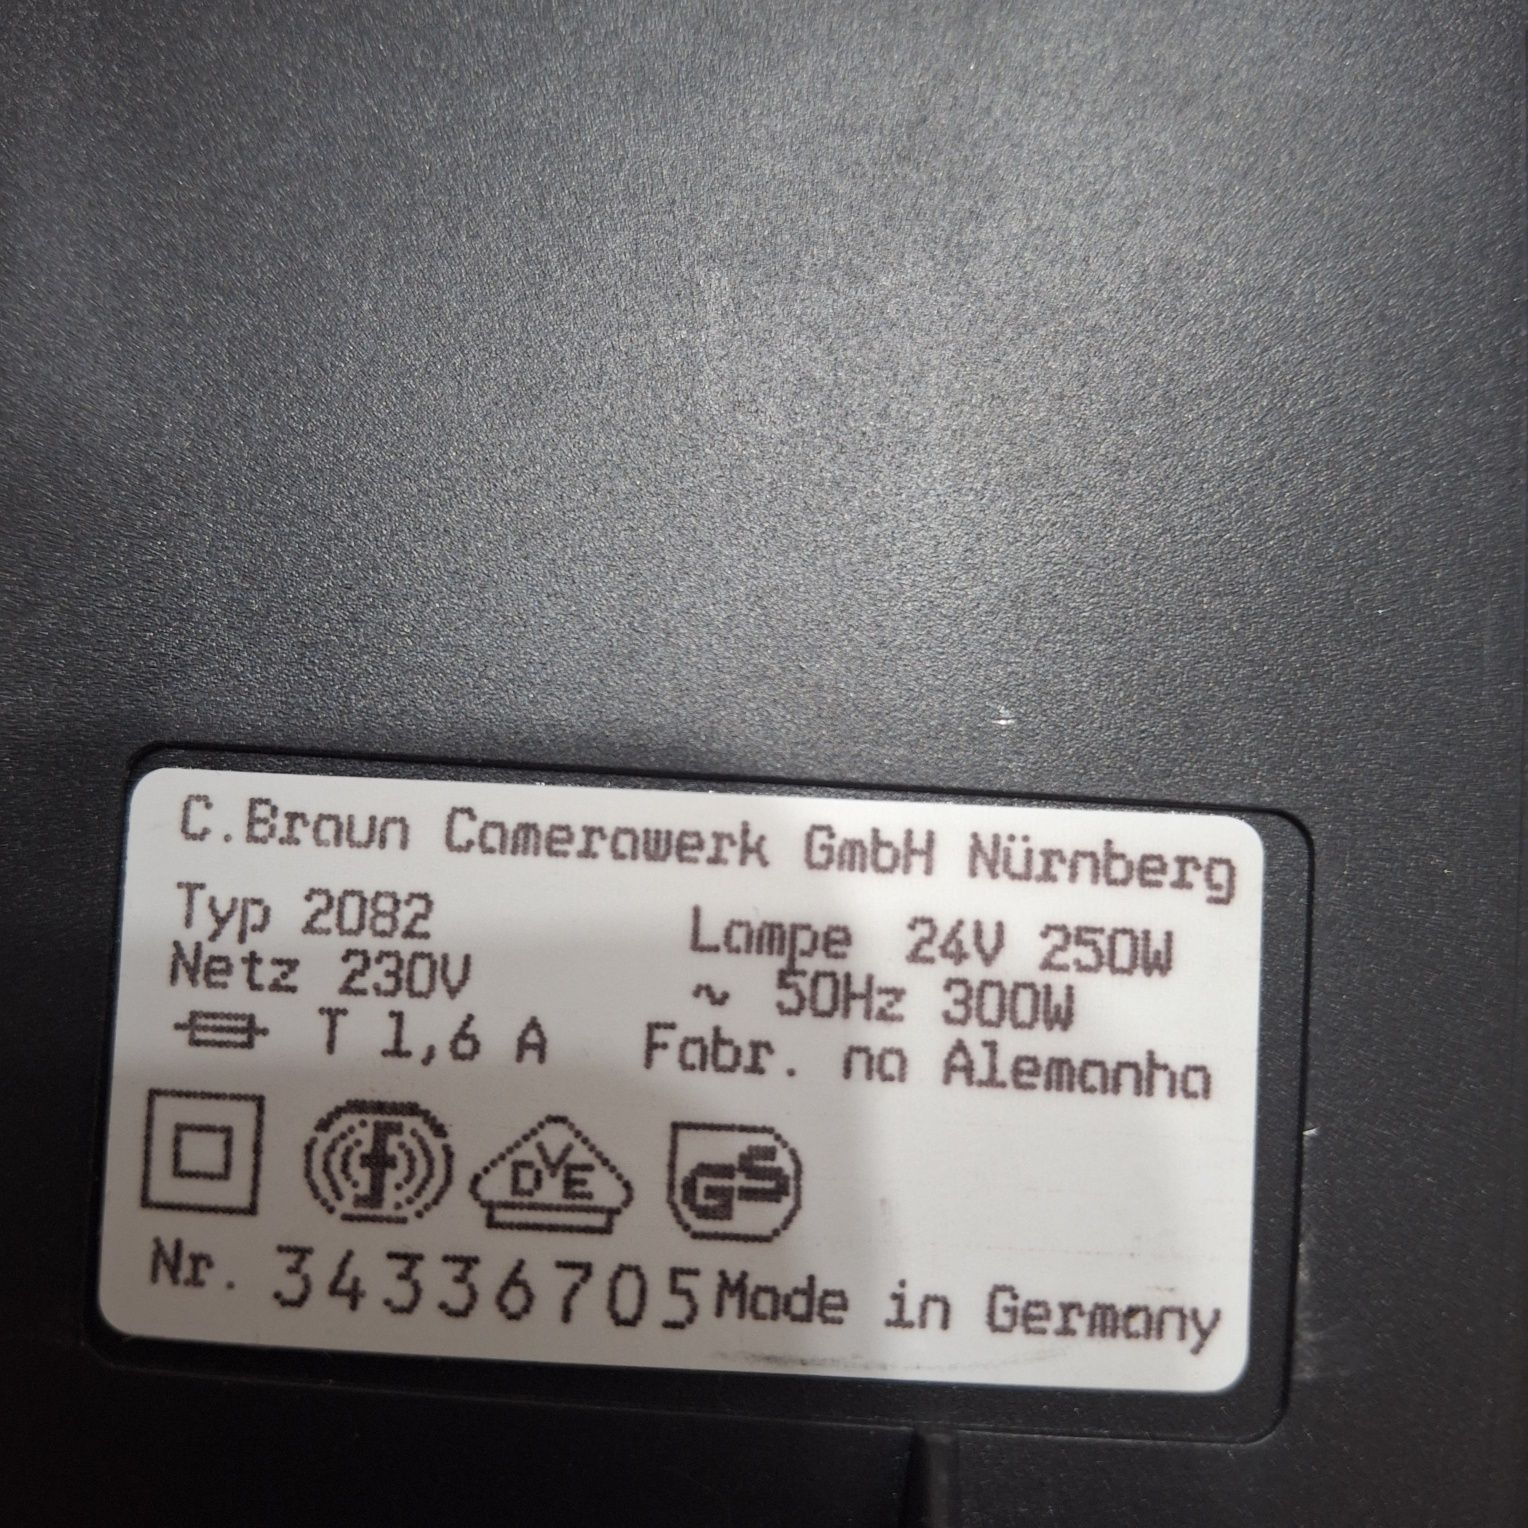 C.Braun Camerawerk GmbH Nürnberg
Typ 2082 Lampe 24V 250W
Netz 230V ~ 50Hz 300W
T 1,6 A Fabr. na Alemanha
DVE GS
Nr. 34336705 Made in Germany